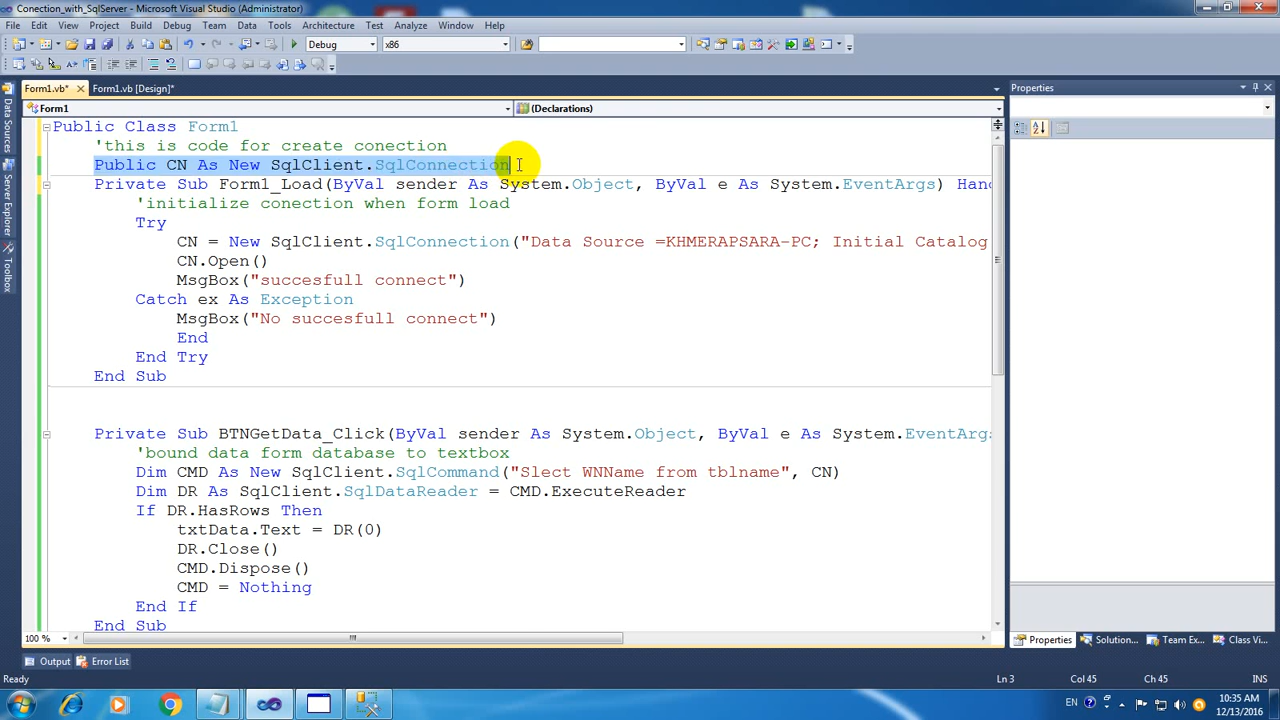 Conection_with_SqlServer - Microsoft Visual Studio (Administrator)
File Edit View Project Build Debug Team Data Tools Architecture Test Analyze Window Help
Debug x86
Form1.vb* Form1.vb [Design]*
Form1 (Declarations)
Public Class Form1
'this is code for create conection
Public CN As New SqlClient.SqlConnection
Private Sub Form1_Load(ByVal sender As System.Object, ByVal e As System.EventArgs) Hand
'initialize conection when form load
Try
CN = New SqlClient.SqlConnection("Data Source =KHMERAPSARA-PC; Initial Catalog
CN.Open()
MsgBox("succesfull connect")
Catch ex As Exception
MsgBox("No succesfull connect")
End
End Try
End Sub
Private Sub BTNGetData_Click(ByVal sender As System.Object, ByVal e As System.EventArgs
'bound data form database to textbox
Dim CMD As New SqlClient.SqlCommand("Slect WNName from tblname", CN)
Dim DR As SqlClient.SqlDataReader = CMD.ExecuteReader
If DR.HasRows Then
txtData.Text = DR(0)
DR.Close()
CMD.Dispose()
CMD = Nothing
End If
End Sub
100 %
Properties
Data Sources
Server Explorer
Toolbox
Properties Solution... Team Ex... Class Vi...
Output Error List
Ready Ln 3 Col 45 Ch 45 INS
EN 10:35 AM
12/13/2016